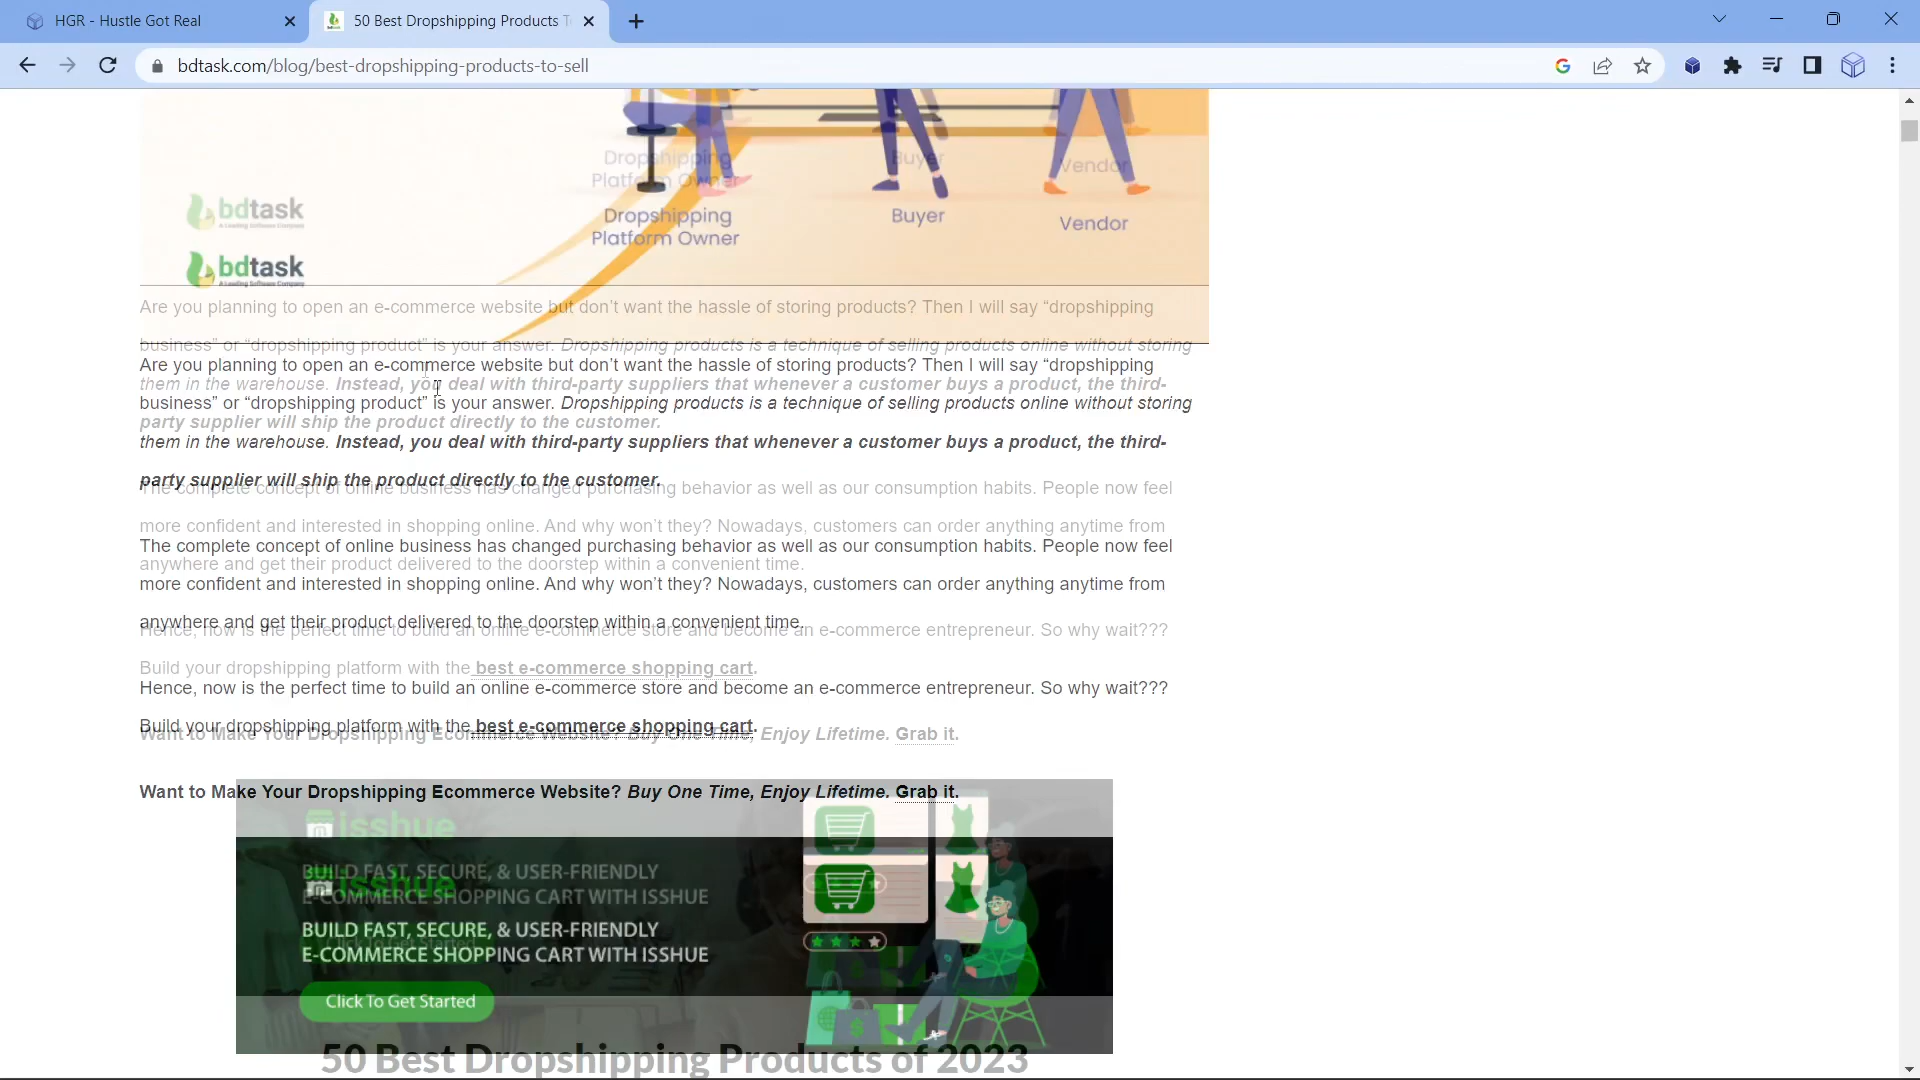 HGR - Hustle Got Real
50 Best Dropshipping Products T
bdtask.com/blog/best-dropshipping-products-to-sell
Dropshipping
Platform Owner
Buyer
Vendor
bdtask
A Leading Software Company
Are you planning to open an e-commerce website but don’t want the hassle of storing products? Then I will say “dropshipping
business” or “dropshipping product” is your answer. Dropshipping products is a technique of selling products online without storing
them in the warehouse. Instead, you deal with third-party suppliers that whenever a customer buys a product, the third-
party supplier will ship the product directly to the customer.
The complete concept of online business has changed purchasing behavior as well as our consumption habits. People now feel
more confident and interested in shopping online. And why won’t they? Nowadays, customers can order anything anytime from
anywhere and get their product delivered to the doorstep within a convenient time.
Hence, now is the perfect time to build an online e-commerce store and become an e-commerce entrepreneur. So why wait???
Build your dropshipping platform with the best e-commerce shopping cart.
Want to Make Your Dropshipping Ecommerce Website? Buy One Time, Enjoy Lifetime. Grab it.
isshue
BUILD FAST, SECURE, & USER-FRIENDLY
E-COMMERCE SHOPPING CART WITH ISSHUE
Click To Get Started
50 Best Dropshipping Products of 2023